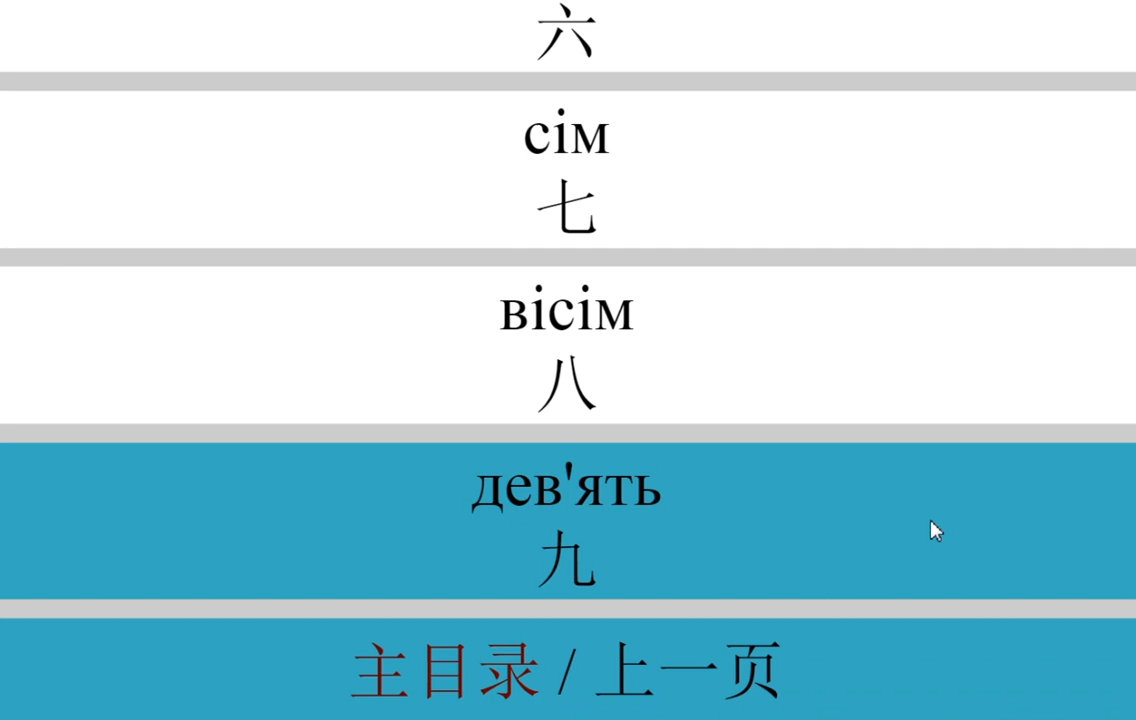 六
сім
七
вісім
八
дев'ять
九
主目录 / 上一页